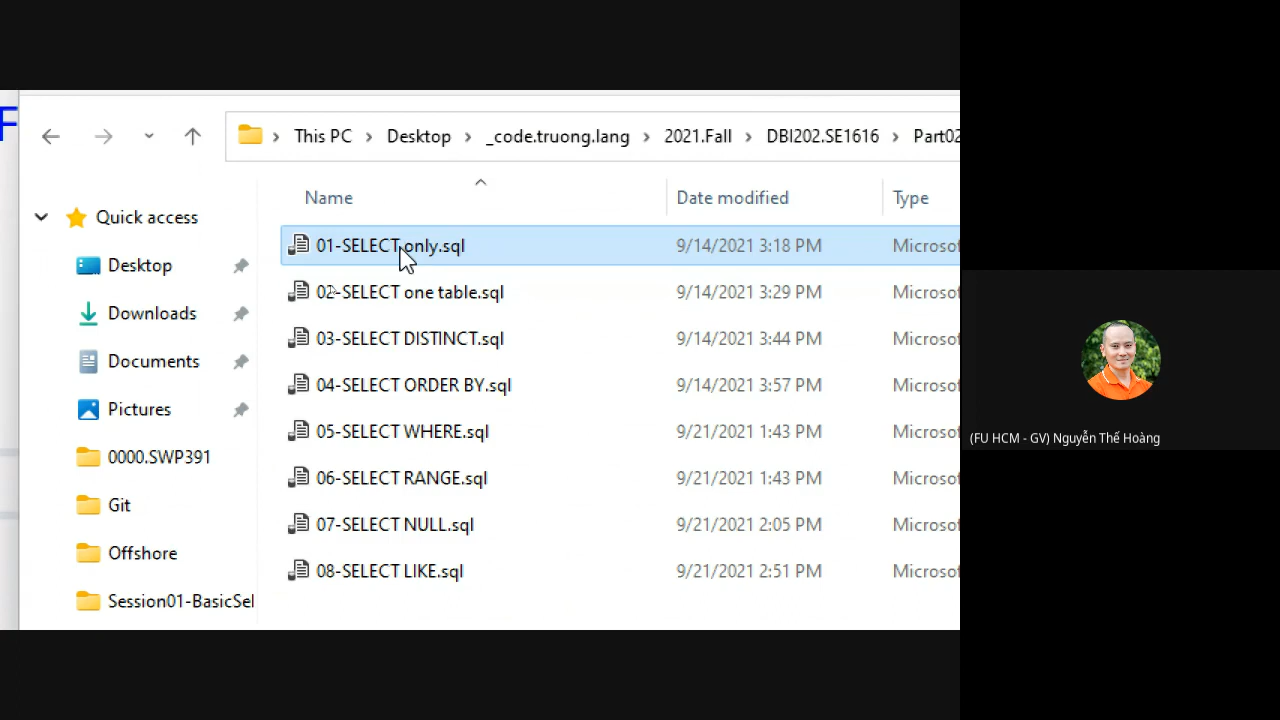 F
This PC > Desktop > _code.truong.lang > 2021.Fall > DBI202.SE1616 > Part02
Name Date modified Type
Quick access
Desktop
Downloads
Documents
Pictures
0000.SWP391
Git
Offshore
Session01-BasicSel
01-SELECT only.sql 9/14/2021 3:18 PM Microsof
02-SELECT one table.sql 9/14/2021 3:29 PM Microsof
03-SELECT DISTINCT.sql 9/14/2021 3:44 PM Microsof
04-SELECT ORDER BY.sql 9/14/2021 3:57 PM Microsof
05-SELECT WHERE.sql 9/21/2021 1:43 PM Microsof
06-SELECT RANGE.sql 9/21/2021 1:43 PM Microsof
07-SELECT NULL.sql 9/21/2021 2:05 PM Microsof
08-SELECT LIKE.sql 9/21/2021 2:51 PM Microsof
(FU HCM - GV) Nguyễn Thế Hoàng